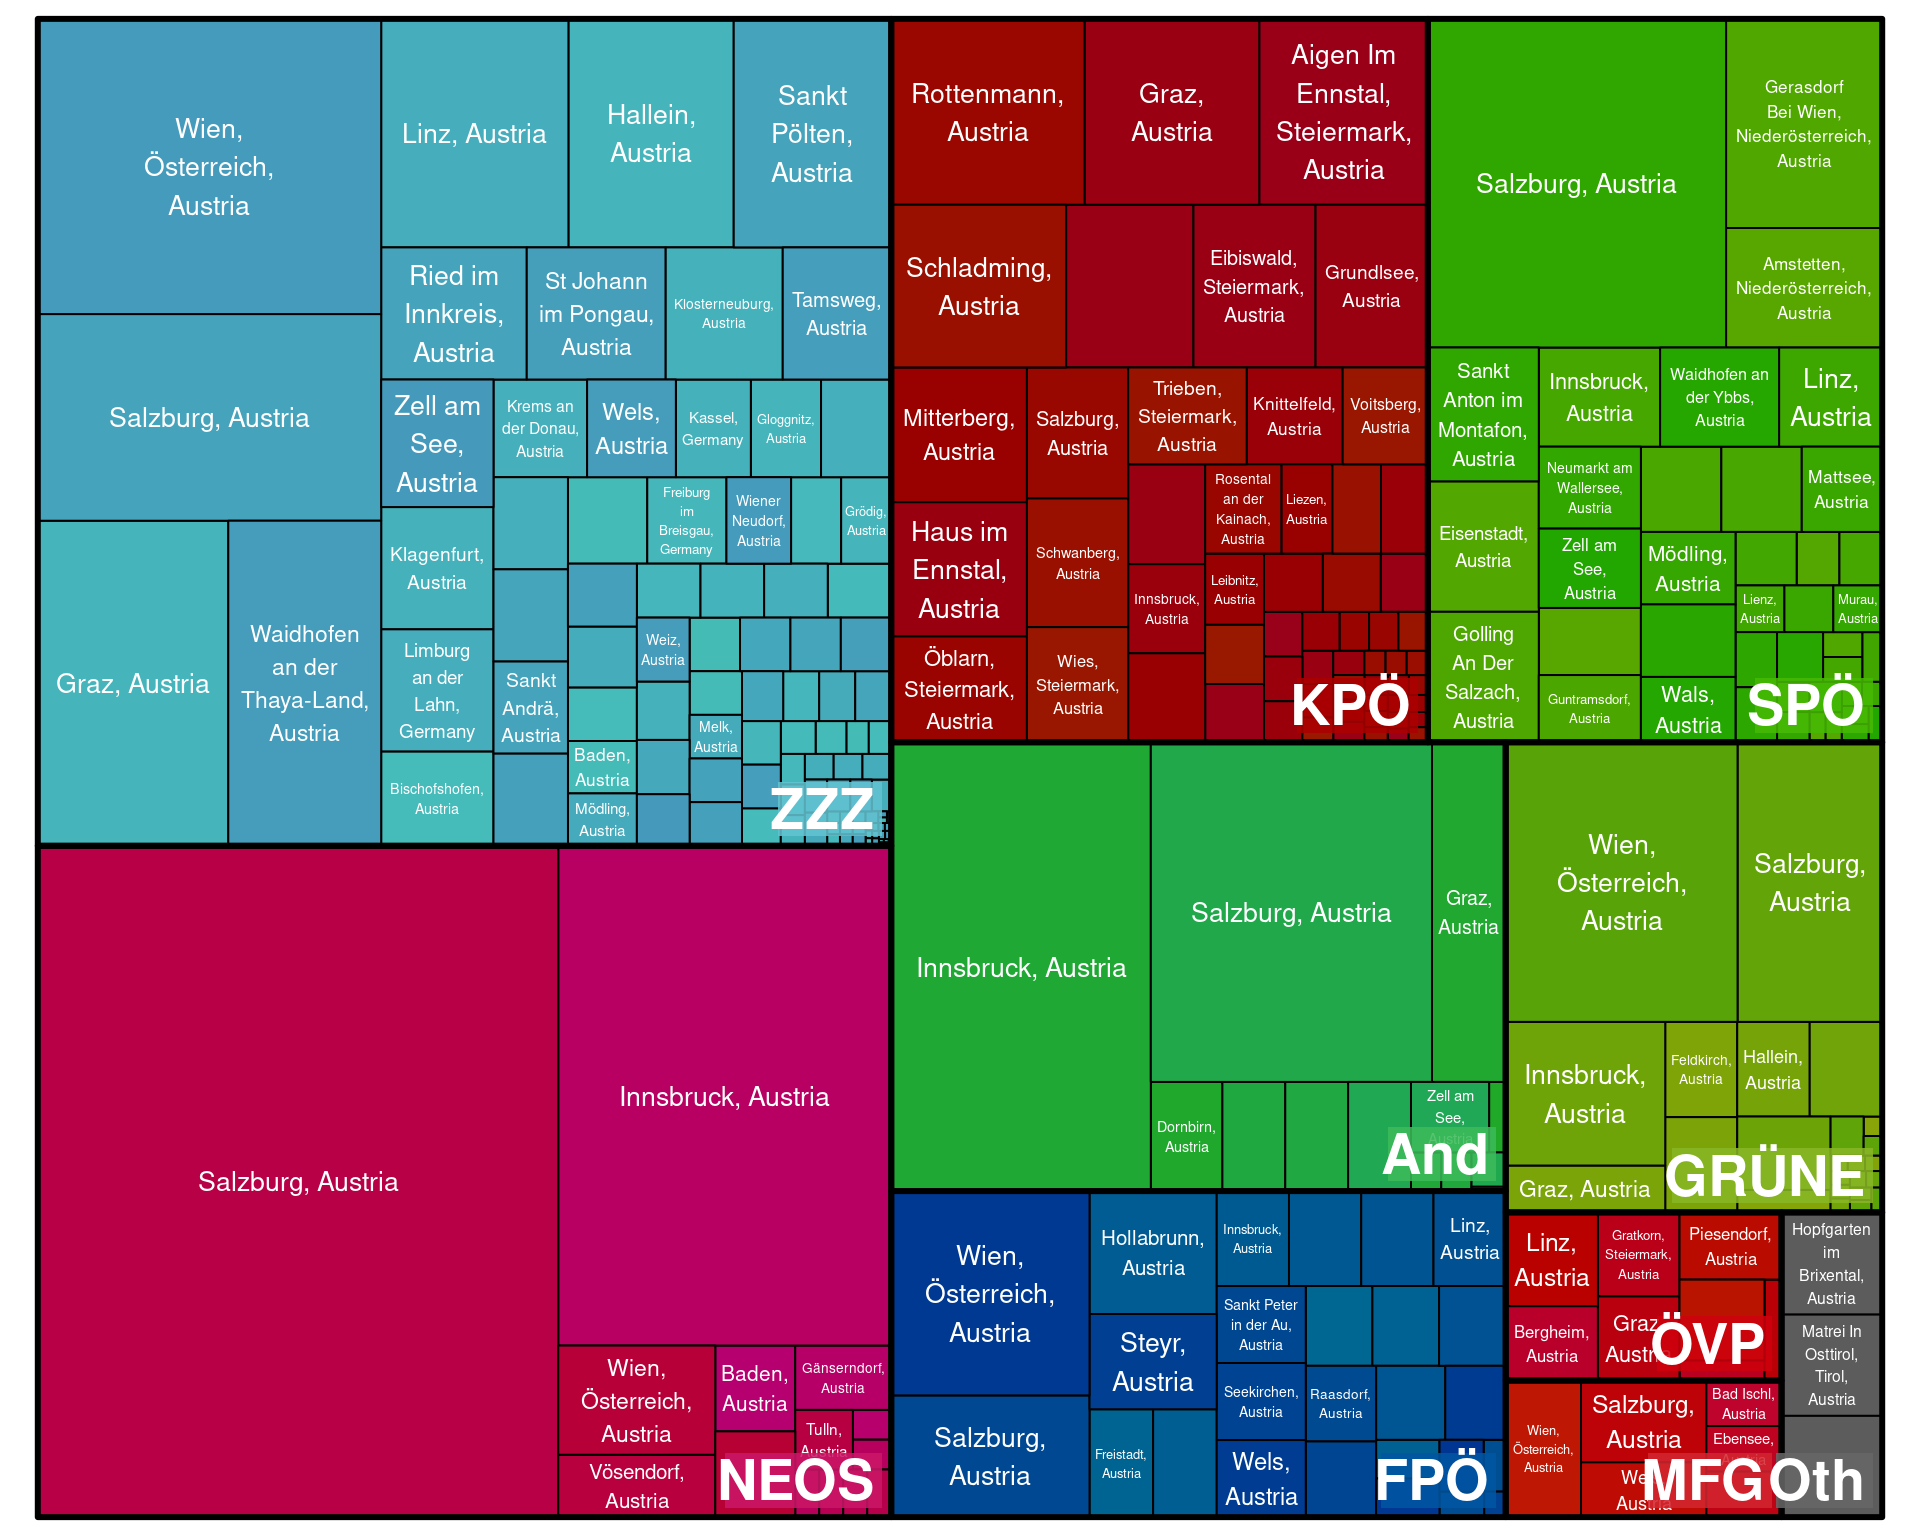 Wien,
Österreich,
Austria
Linz, Austria
Hallein,
Austria
Sankt
Pölten,
Austria
Salzburg, Austria
Ried im
Innkreis,
Austria
St Johann
im Pongau,
Austria
Klosterneuburg,
Austria
Tamsweg,
Austria
Zell am
See,
Austria
Krems an
der Donau,
Austria
Wels,
Austria
Kassel,
Germany
Gloggnitz,
Austria
Freiburg
im
Breisgau,
Germany
Wiener
Neudorf,
Austria
Grödig,
Austria
Graz, Austria
Waidhofen
an der
Thaya-Land,
Austria
Klagenfurt,
Austria
Limburg
an der
Lahn,
Germany
Bischofshofen,
Austria
Sankt
Andrä,
Austria
Weiz,
Austria
Melk,
Austria
Baden,
Austria
Mödling,
Austria
ZZZ
Rottenmann,
Austria
Graz,
Austria
Aigen Im
Ennstal,
Steiermark,
Austria
Schladming,
Austria
Eibiswald,
Steiermark,
Austria
Grundlsee,
Austria
Mitterberg,
Austria
Salzburg,
Austria
Trieben,
Steiermark,
Austria
Knittelfeld,
Austria
Voitsberg,
Austria
Haus im
Ennstal,
Austria
Schwanberg,
Austria
Rosental
an der
Kainach,
Austria
Liezen,
Austria
Innsbruck,
Austria
Leibnitz,
Austria
Öblarn,
Steiermark,
Austria
Wies,
Steiermark,
Austria
KPÖ
Salzburg, Austria
Gerasdorf
Bei Wien,
Niederösterreich,
Austria
Amstetten,
Niederösterreich,
Austria
Sankt
Anton im
Montafon,
Austria
Innsbruck,
Austria
Waidhofen an
der Ybbs,
Austria
Linz,
Austria
Eisenstadt,
Austria
Neumarkt am
Wallersee,
Austria
Mattsee,
Austria
Zell am
See,
Austria
Mödling,
Austria
Lienz,
Austria
Murau,
Austria
Golling
An Der
Salzach,
Austria
Guntramsdorf,
Austria
Wals,
Austria
SPÖ
Salzburg, Austria
Innsbruck, Austria
Wien,
Österreich,
Austria
Baden,
Austria
Gänserndorf,
Austria
Tulln,
Austria
Vösendorf,
Austria
NEOS
Innsbruck, Austria
Salzburg, Austria
Graz,
Austria
Dornbirn,
Austria
Zell am
See,
Austria
And
Wien,
Österreich,
Austria
Salzburg,
Austria
Innsbruck,
Austria
Feldkirch,
Austria
Hallein,
Austria
Graz, Austria
GRÜNE
Wien,
Österreich,
Austria
Hollabrunn,
Austria
Innsbruck,
Austria
Linz,
Austria
Steyr,
Austria
Sankt Peter
in der Au,
Austria
Salzburg,
Austria
Seekirchen,
Austria
Raasdorf,
Austria
Freistadt,
Austria
Wels,
Austria
FPÖ
Linz,
Austria
Gratkorn,
Steiermark,
Austria
Piesendorf,
Austria
Bergheim,
Austria
Graz,
Austria
ÖVP
Wien,
Österreich,
Austria
Salzburg,
Austria
Bad Ischl,
Austria
Ebensee,
Austria
MFG
Hopfgarten
im
Brixental,
Austria
Matrei In
Osttirol,
Tirol,
Austria
Oth